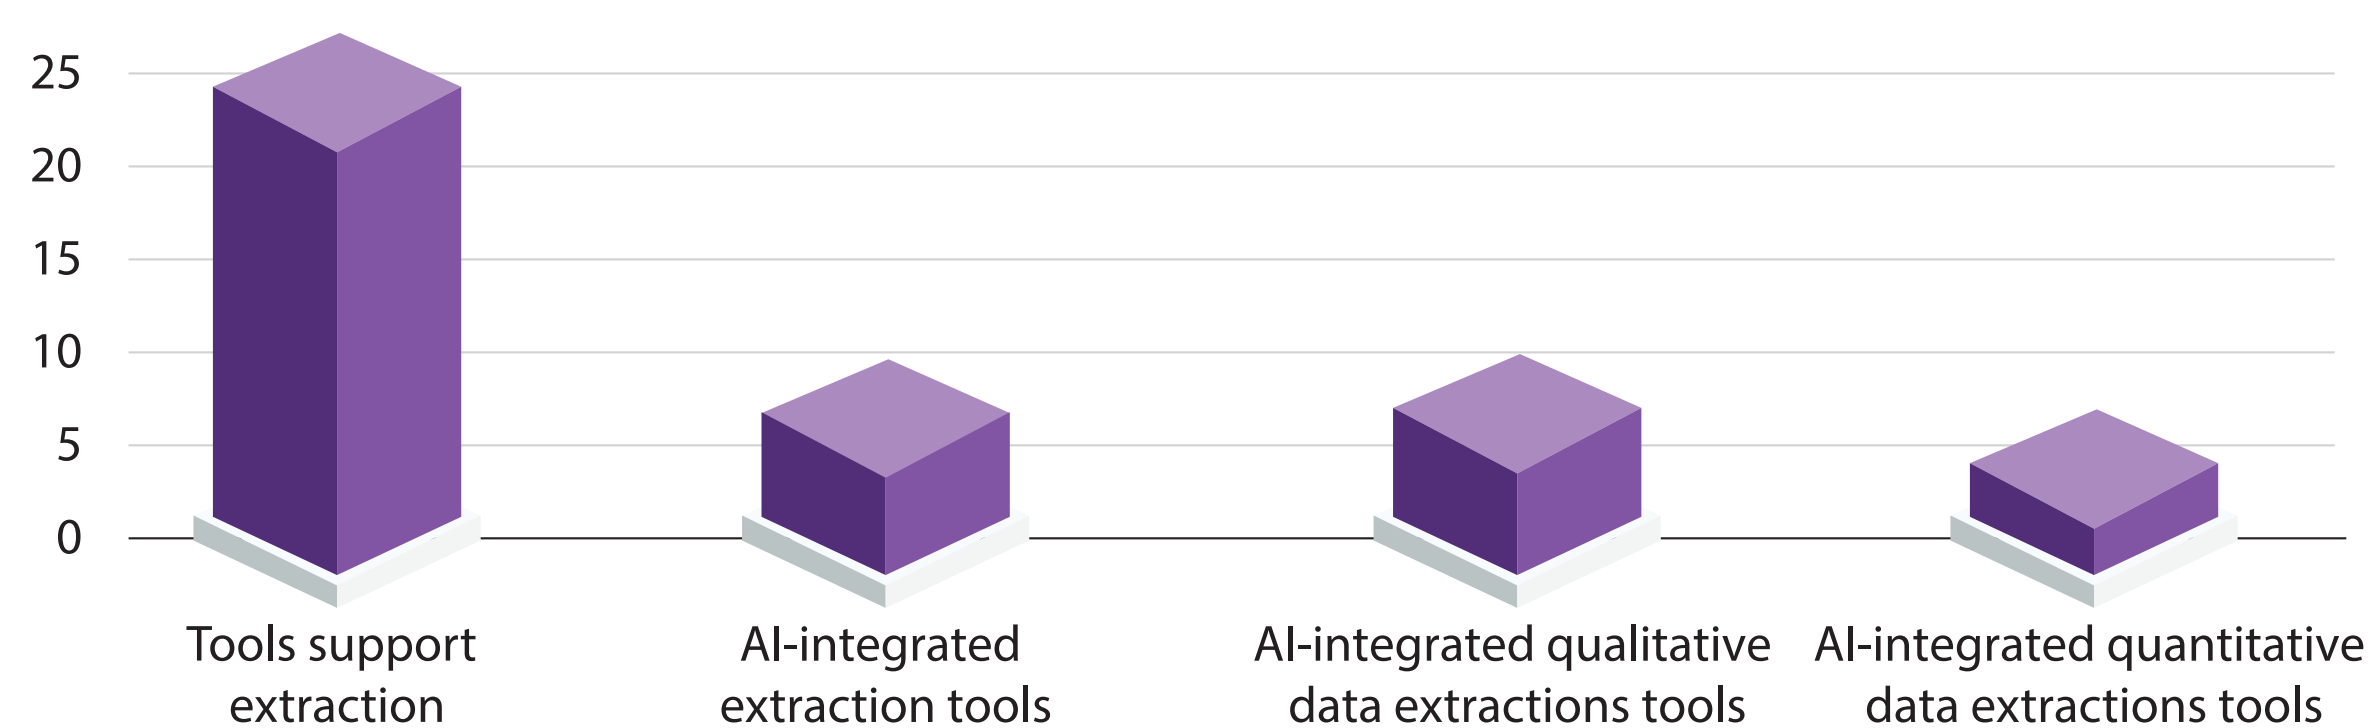 25
20
15
10
5
0
Tools support
extraction
AI-integrated
extraction tools
AI-integrated qualitative
data extractions tools
AI-integrated quantitative
data extractions tools